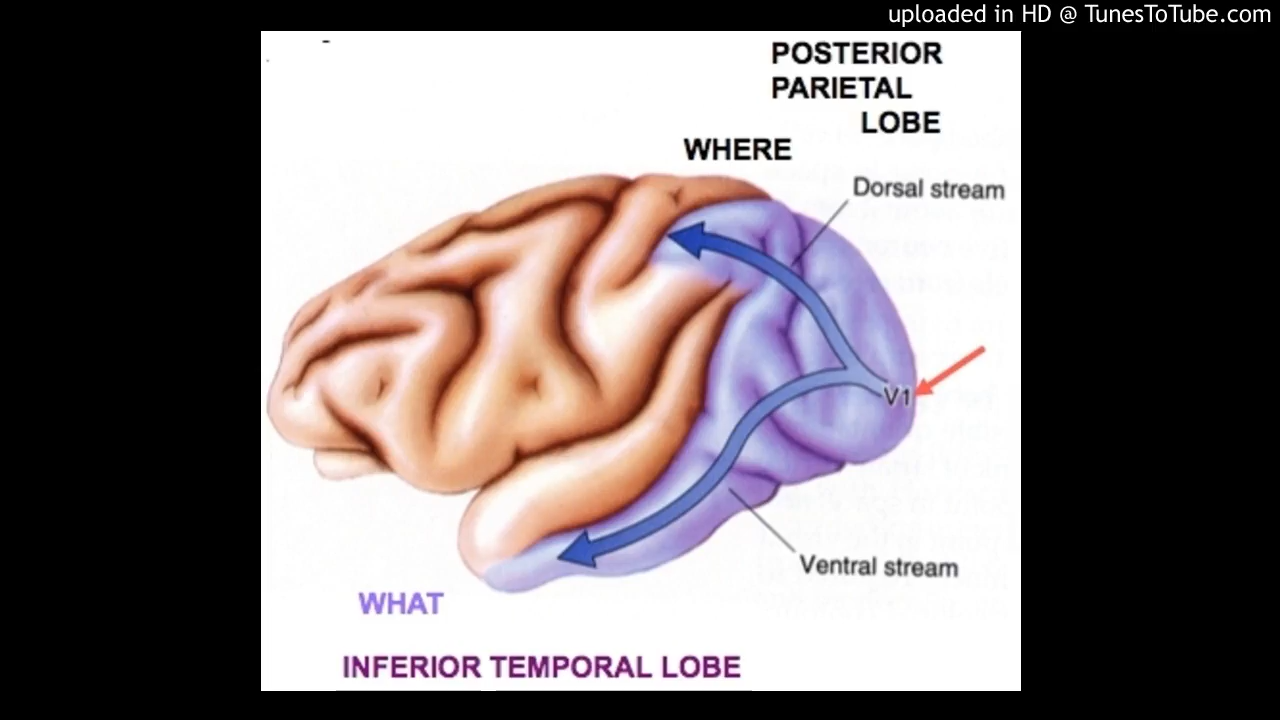 uploaded in HD @ TunesToTube.com
POSTERIOR
PARIETAL
LOBE
WHERE
Dorsal stream
V1
Ventral stream
WHAT
INFERIOR TEMPORAL LOBE